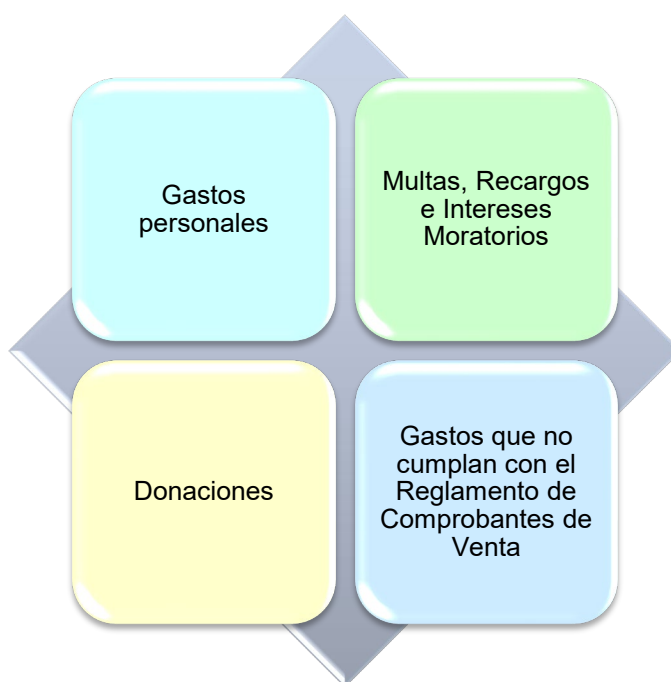 Gastos
personales
Multas, Recargos
e Intereses
Moratorios
Donaciones
Gastos que no
cumplan con el
Reglamento de
Comprobantes de
Venta